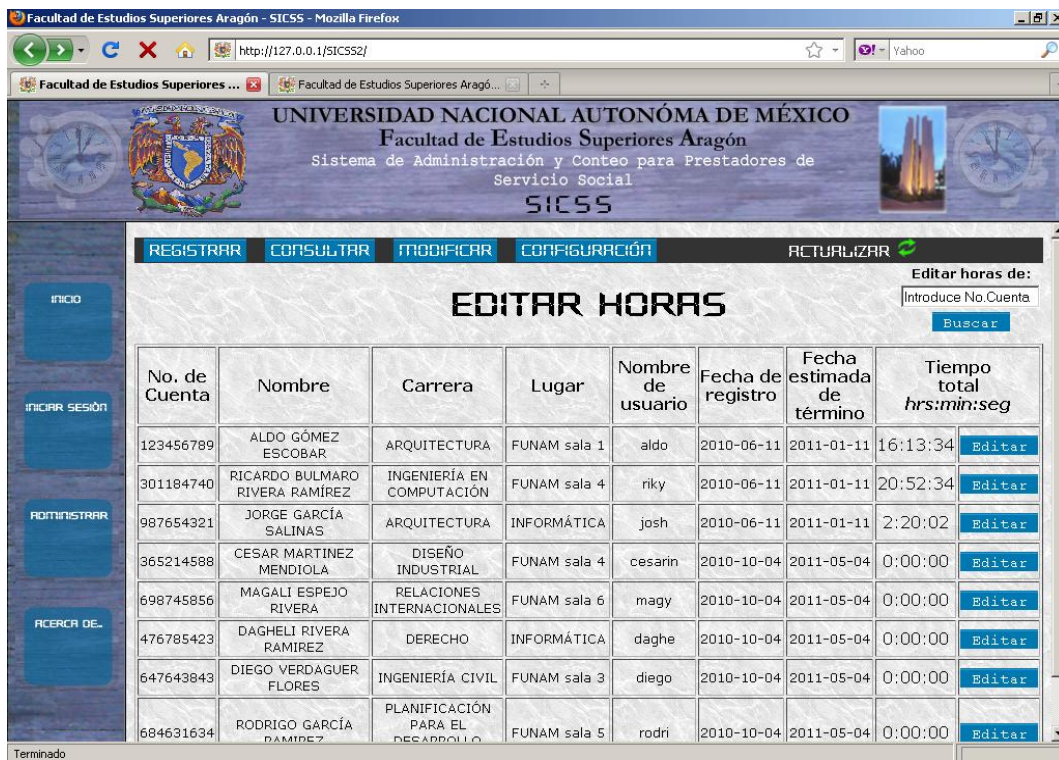 Facultad de Estudios Superiores Aragón - SICSS - Mozilla Firefox
http://127.0.0.1/SICSS2/
Yahoo
Facultad de Estudios Superiores ...
Facultad de Estudios Superiores Aragó...
UNIVERSIDAD NACIONAL AUTONÓMA DE MÉXICO
Facultad de Estudios Superiores Aragón
Sistema de Administración y Conteo para Prestadores de
Servicio Social
SICSS
REGISTRAR CONSULTAR MODIFICAR CONFIGURACIÓN ACTUALIZAR
INICIO
INICIAR SESIÓN
ADMINISTRAR
ACERCA DE..
Editar horas de:
Introduce No.Cuenta
Buscar
EDITAR HORAS
No. de
Cuenta
Nombre
Carrera
Lugar
Nombre
de
usuario
Fecha de
registro
Fecha
estimada
de
término
Tiempo
total
hrs:min:seg
123456789
ALDO GÓMEZ
ESCOBAR
ARQUITECTURA
FUNAM sala 1
aldo
2010-06-11
2011-01-11
16:13:34
Editar
301184740
RICARDO BULMARO
RIVERA RAMÍREZ
INGENIERÍA EN
COMPUTACIÓN
FUNAM sala 4
riky
2010-06-11
2011-01-11
20:52:34
Editar
987654321
JORGE GARCÍA
SALINAS
ARQUITECTURA
INFORMÁTICA
josh
2010-06-11
2011-01-11
2:20:02
Editar
365214588
CESAR MARTINEZ
MENDIOLA
DISEÑO
INDUSTRIAL
FUNAM sala 4
cesarin
2010-10-04
2011-05-04
0:00:00
Editar
698745856
MAGALI ESPEJO
RIVERA
RELACIONES
INTERNACIONALES
FUNAM sala 6
magy
2010-10-04
2011-05-04
0:00:00
Editar
476785423
DAGHELI RIVERA
RAMIREZ
DERECHO
INFORMÁTICA
daghe
2010-10-04
2011-05-04
0:00:00
Editar
647643843
DIEGO VERDAGUER
FLORES
INGENIERÍA CIVIL
FUNAM sala 3
diego
2010-10-04
2011-05-04
0:00:00
Editar
684631634
RODRIGO GARCÍA
RAMIREZ
PLANIFICACIÓN
PARA EL
DESARROLLO
FUNAM sala 5
rodri
2010-10-04
2011-05-04
0:00:00
Editar
Terminado